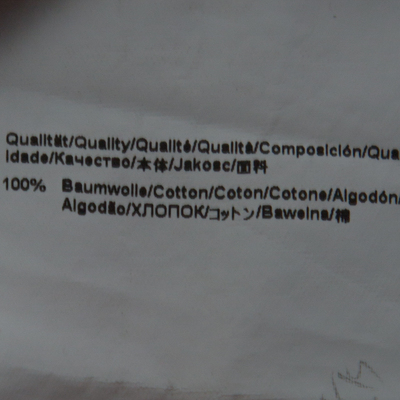 Qualität/Quality/Qualité/Qualità/Composición/Qua
idade/Качество/本体/Jakosc/面料
100% Baumwolle/Cotton/Coton/Cotone/Algodón/
Algodão/ХЛОПОК/コットン/Bawelna/棉